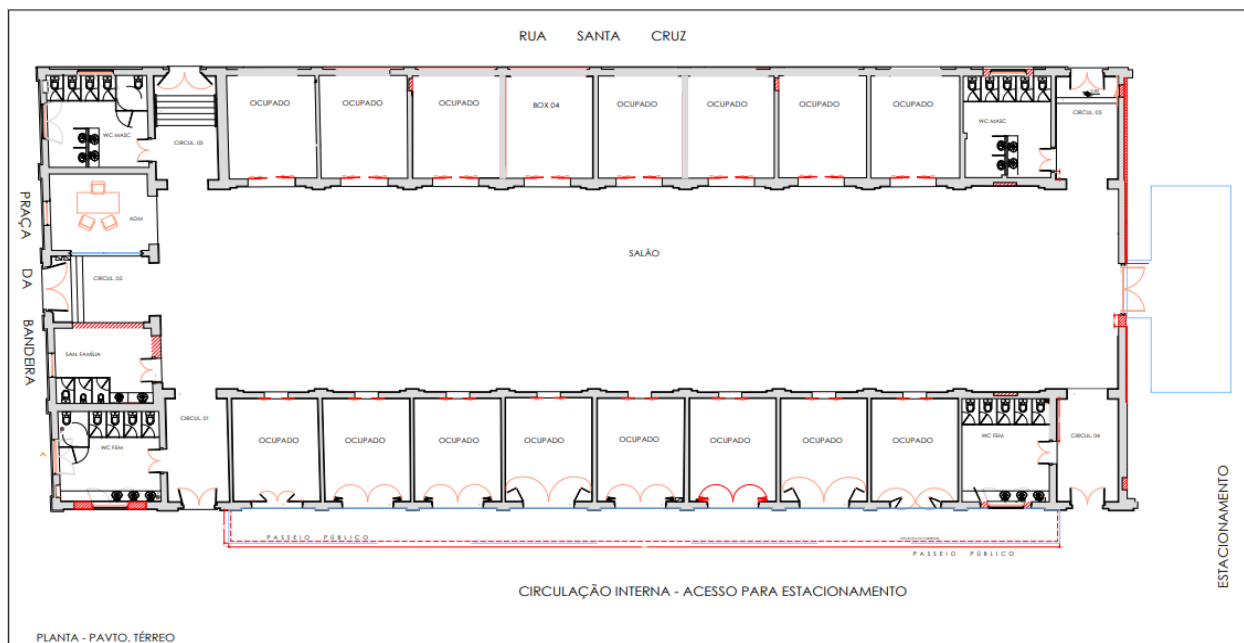 RUA SANTA CRUZ
OCUPADO
OCUPADO
OCUPADO
BOX 04
OCUPADO
OCUPADO
OCUPADO
OCUPADO
WC MASC
CIRCUL. 03
WC MASC
CIRCUL. 05
ADM
SALÃO
CIRCUL. 02
PRAÇA DA BANDEIRA
SAN. FAMÍLIA
CIRCUL. 01
WC FEM
OCUPADO
OCUPADO
OCUPADO
OCUPADO
OCUPADO
OCUPADO
OCUPADO
OCUPADO
WC FEM
CIRCUL. 04
PASSEIO PÚBLICO
PASSEIO PÚBLICO
ESTACIONAMENTO
CIRCULAÇÃO INTERNA - ACESSO PARA ESTACIONAMENTO
PLANTA - PAVTO. TÉRREO